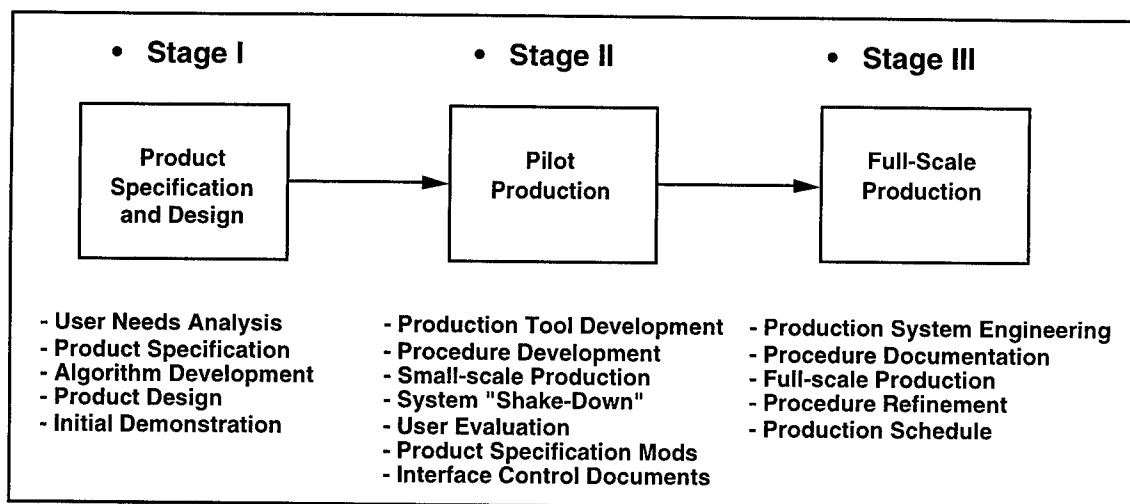 • Stage I
Product
Specification
and Design
- User Needs Analysis
- Product Specification
- Algorithm Development
- Product Design
- Initial Demonstration
• Stage II
Pilot
Production
- Production Tool Development
- Procedure Development
- Small-scale Production
- System "Shake-Down"
- User Evaluation
- Product Specification Mods
- Interface Control Documents
• Stage III
Full-Scale
Production
- Production System Engineering
- Procedure Documentation
- Full-scale Production
- Procedure Refinement
- Production Schedule